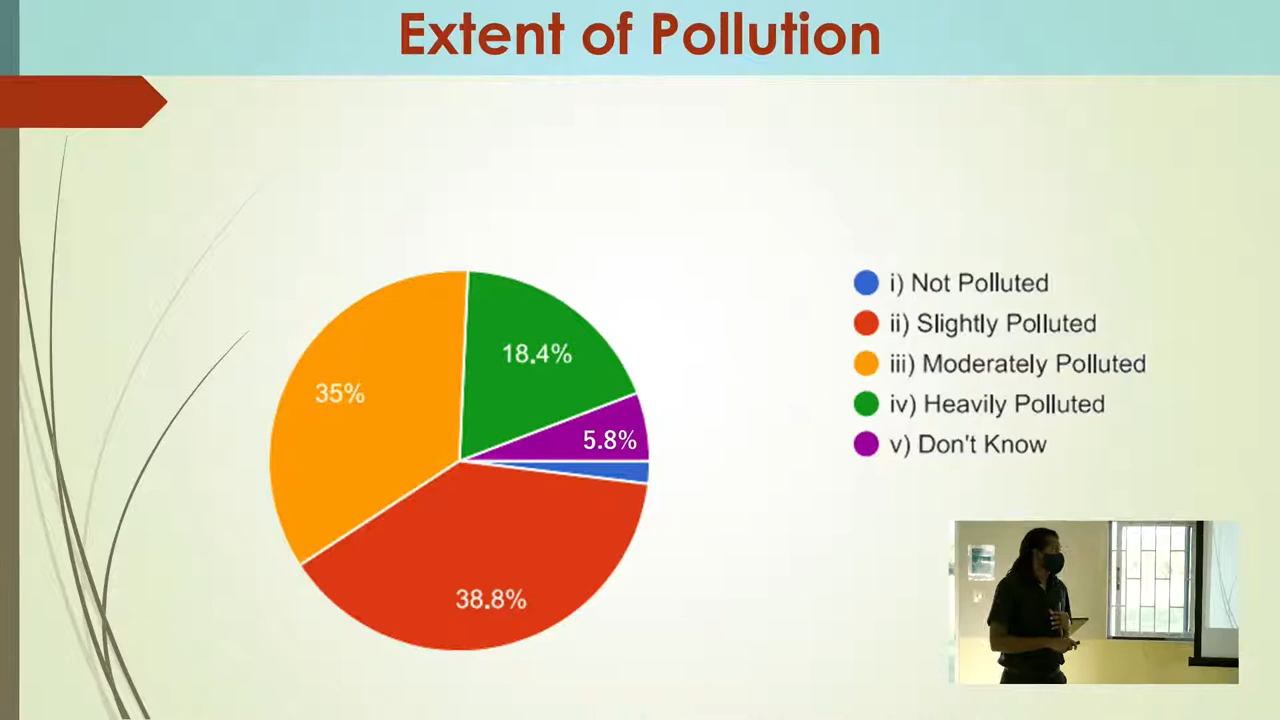 Extent of Pollution
18.4%
35%
5.8%
38.8%
i) Not Polluted
ii) Slightly Polluted
iii) Moderately Polluted
iv) Heavily Polluted
v) Don't Know